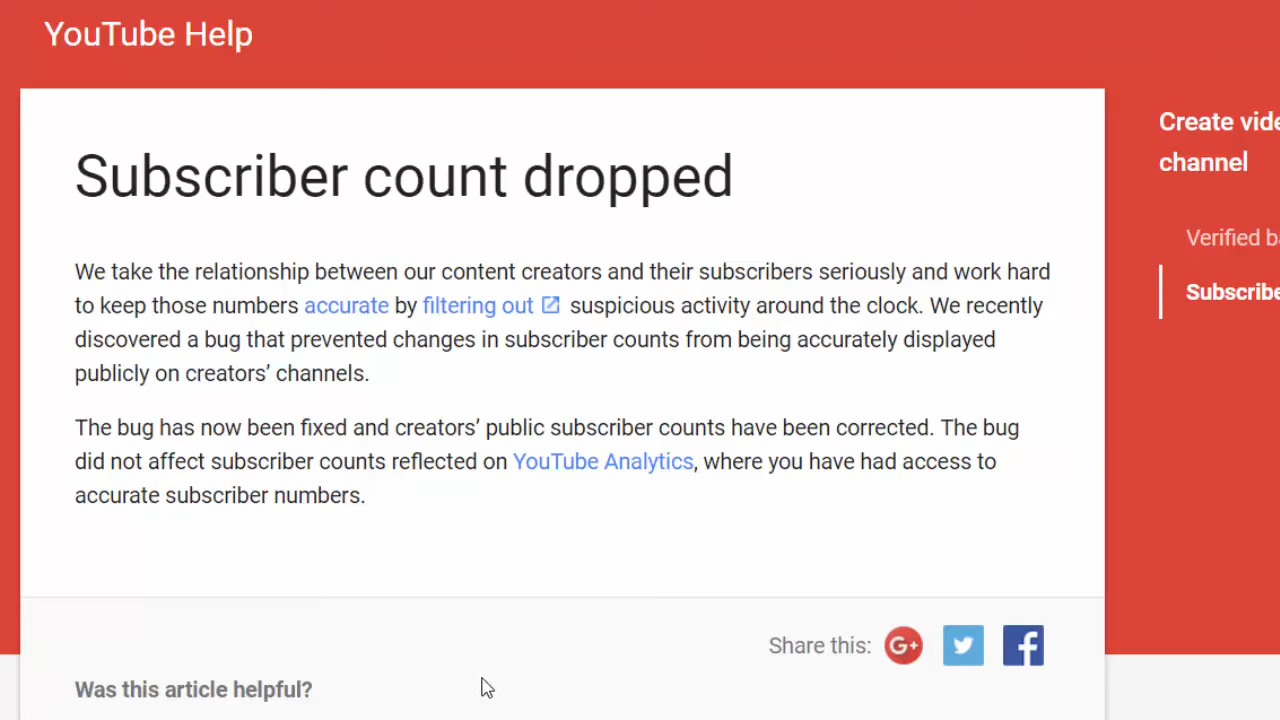 YouTube Help
Subscriber count dropped
We take the relationship between our content creators and their subscribers seriously and work hard
to keep those numbers accurate by filtering out suspicious activity around the clock. We recently
discovered a bug that prevented changes in subscriber counts from being accurately displayed
publicly on creators’ channels.
The bug has now been fixed and creators’ public subscriber counts have been corrected. The bug
did not affect subscriber counts reflected on YouTube Analytics, where you have had access to
accurate subscriber numbers.
Share this: G+ f
Was this article helpful?
Create vide
channel
Verified b
Subscribe